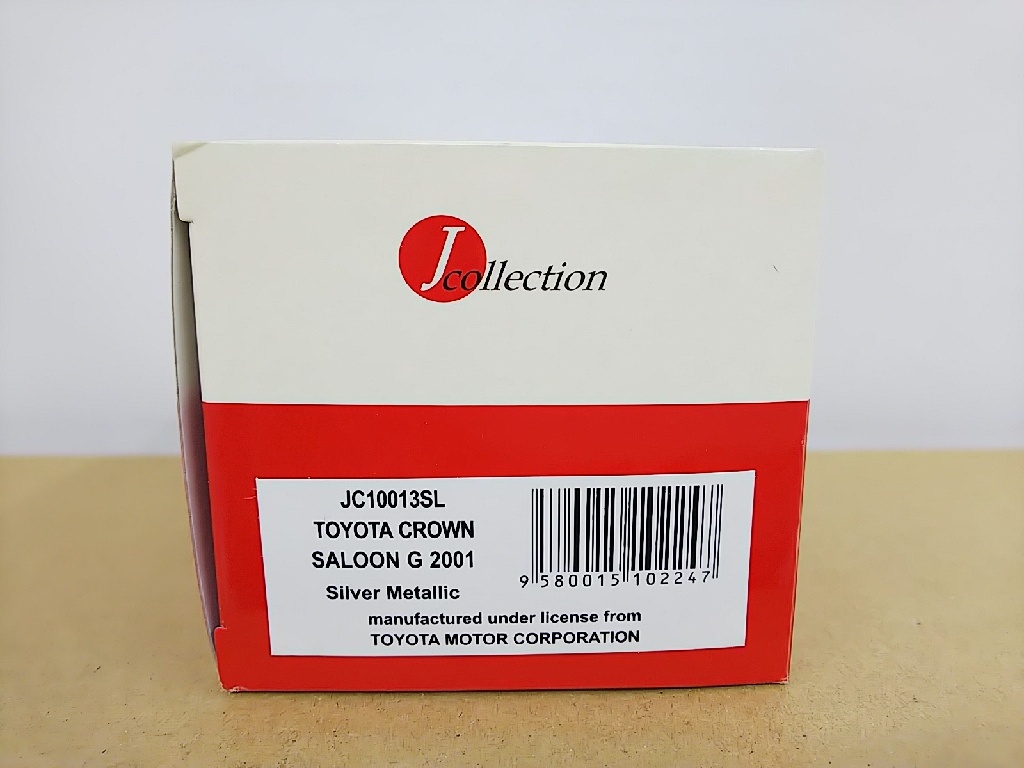 Jcollection
JC10013SL
TOYOTA CROWN
SALOON G 2001
Silver Metallic
9 580015 102247
manufactured under license from
TOYOTA MOTOR CORPORATION